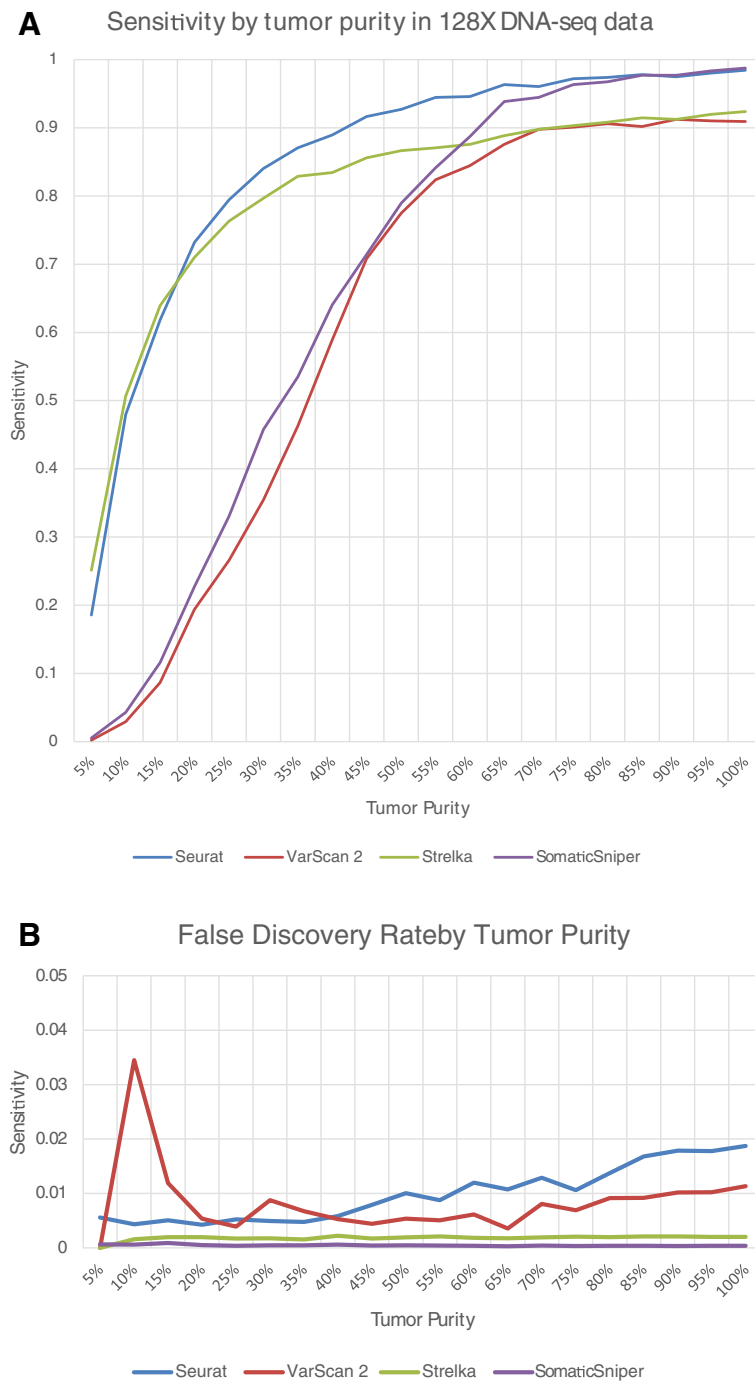 A
Sensitivity by tumor purity in 128X DNA-seq data
1
0.9
0.8
0.7
0.6
0.5
0.4
0.3
0.2
0.1
0
Sensitivity
5% 10% 15% 20% 25% 30% 35% 40% 45% 50% 55% 60% 65% 70% 75% 80% 85% 90% 95% 100%
Tumor Purity
Seurat VarScan 2 Strelka SomaticSniper
B
False Discovery Rateby Tumor Purity
0.05
0.04
0.03
0.02
0.01
0
Sensitivity
5% 10% 15% 20% 25% 30% 35% 40% 45% 50% 55% 60% 65% 70% 75% 80% 85% 90% 95% 100%
Tumor Purity
Seurat VarScan 2 Strelka SomaticSniper